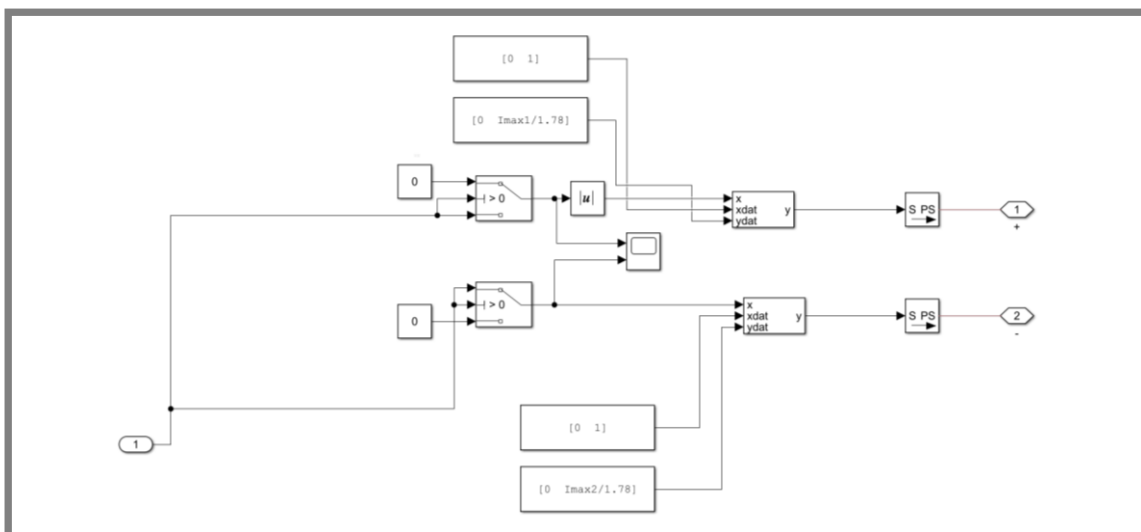 [0 1]
[0 Imax1/1.78]
0
> 0
|u|
x
xdat
ydat
y
S PS
1
+
0
> 0
x
xdat
ydat
y
S PS
2
-
1
[0 1]
[0 Imax2/1.78]